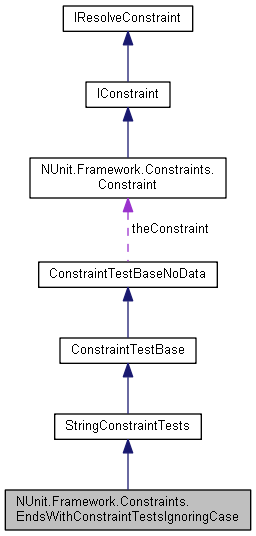 IResolveConstraint
IConstraint
NUnit.Framework.Constraints.
Constraint
theConstraint
ConstraintTestBaseNoData
ConstraintTestBase
StringConstraintTests
NUnit.Framework.Constraints.
EndsWithConstraintTestsIgnoringCase